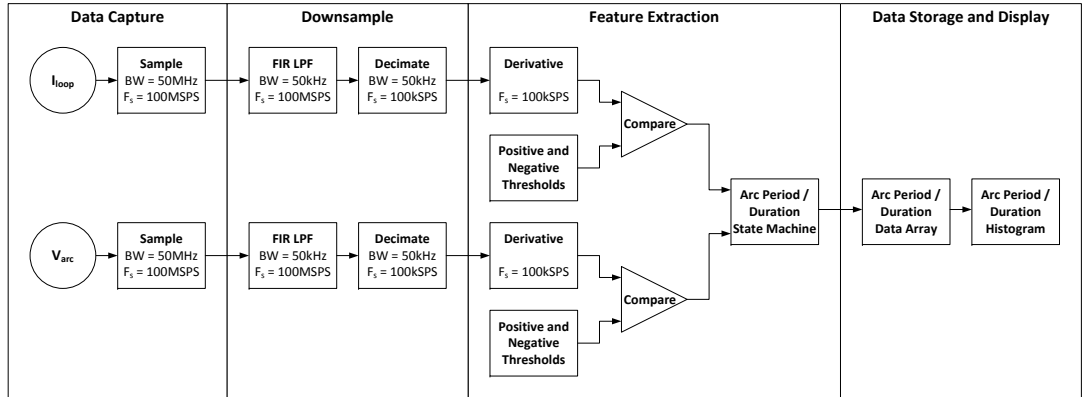 Data Capture
Downsample
Feature Extraction
Data Storage and Display
Iloop
Sample
BW = 50MHz
Fs = 100MSPS
FIR LPF
BW = 50kHz
Fs = 100MSPS
Decimate
BW = 50kHz
Fs = 100kSPS
Derivative
Fs = 100kSPS
Compare
Positive and
Negative
Thresholds
Varc
Sample
BW = 50MHz
Fs = 100MSPS
FIR LPF
BW = 50kHz
Fs = 100MSPS
Decimate
BW = 50kHz
Fs = 100kSPS
Derivative
Fs = 100kSPS
Compare
Positive and
Negative
Thresholds
Arc Period /
Duration
State Machine
Arc Period /
Duration
Data Array
Arc Period /
Duration
Histogram